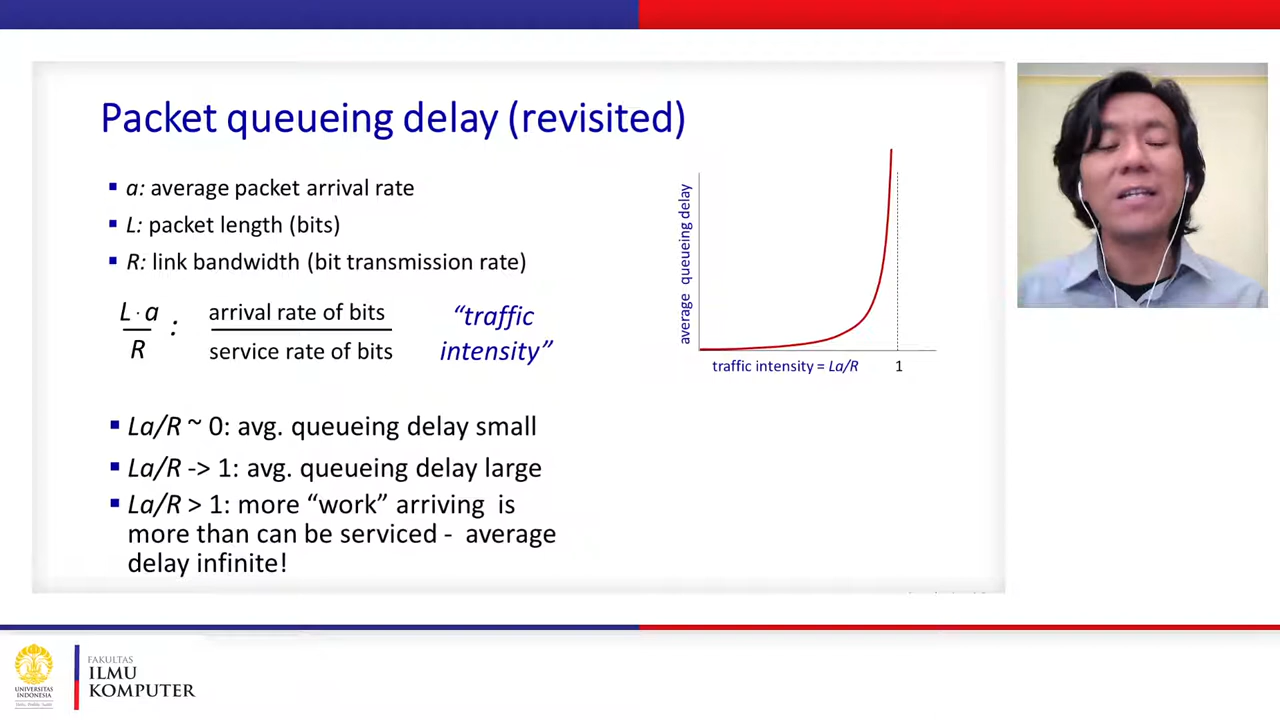 Packet queueing delay (revisited)
▪ a: average packet arrival rate
▪ L: packet length (bits)
▪ R: link bandwidth (bit transmission rate)
L · a
R
:
arrival rate of bits
service rate of bits
“traffic
intensity”
▪ La/R ~ 0: avg. queueing delay small
▪ La/R -> 1: avg. queueing delay large
▪ La/R > 1: more “work” arriving is
more than can be serviced - average
delay infinite!
average queueing delay
traffic intensity = La/R
1
UNIVERSITAS
INDONESIA
FAKULTAS
ILMU
KOMPUTER